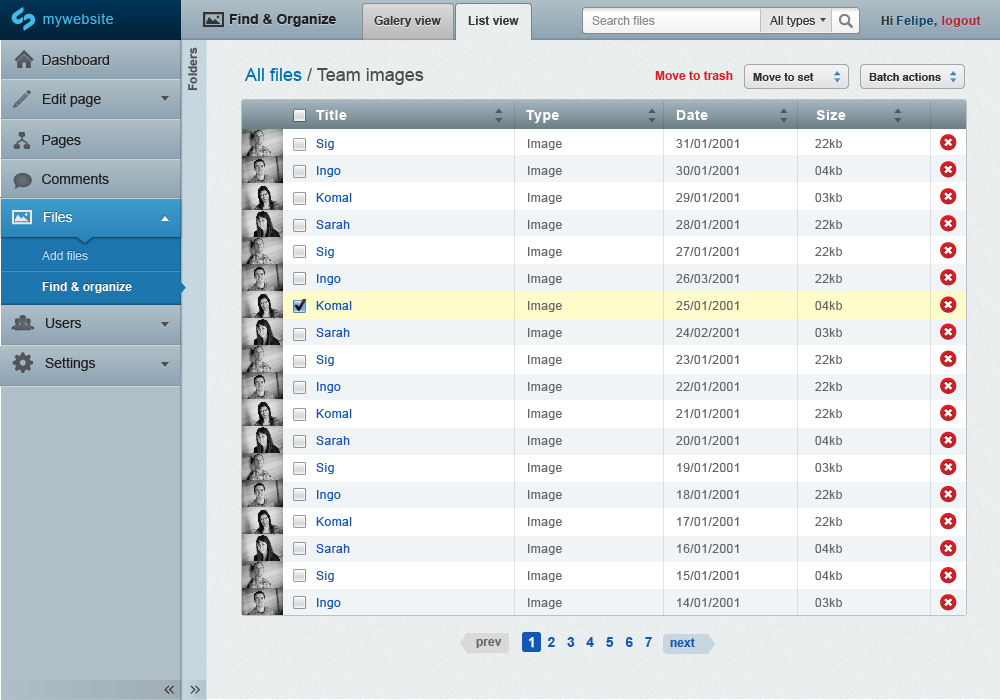 mywebsite
Find & Organize
Galery view
List view
Search files
All types
Hi Felipe, logout
Dashboard
Edit page
Pages
Comments
Files
Add files
Find & organize
Users
Settings
«
Folders
»
All files / Team images
Move to trash
Move to set
Batch actions
Title Type Date Size
Sig Image 31/01/2001 22kb
Ingo Image 30/01/2001 04kb
Komal Image 29/01/2001 03kb
Sarah Image 28/01/2001 22kb
Sig Image 27/01/2001 22kb
Ingo Image 26/03/2001 22kb
Komal Image 25/01/2001 04kb
Sarah Image 24/02/2001 03kb
Sig Image 23/01/2001 22kb
Ingo Image 22/01/2001 22kb
Komal Image 21/01/2001 22kb
Sarah Image 20/01/2001 04kb
Sig Image 19/01/2001 03kb
Ingo Image 18/01/2001 22kb
Komal Image 17/01/2001 22kb
Sarah Image 16/01/2001 04kb
Sig Image 15/01/2001 04kb
Ingo Image 14/01/2001 03kb
prev 1 2 3 4 5 6 7 next